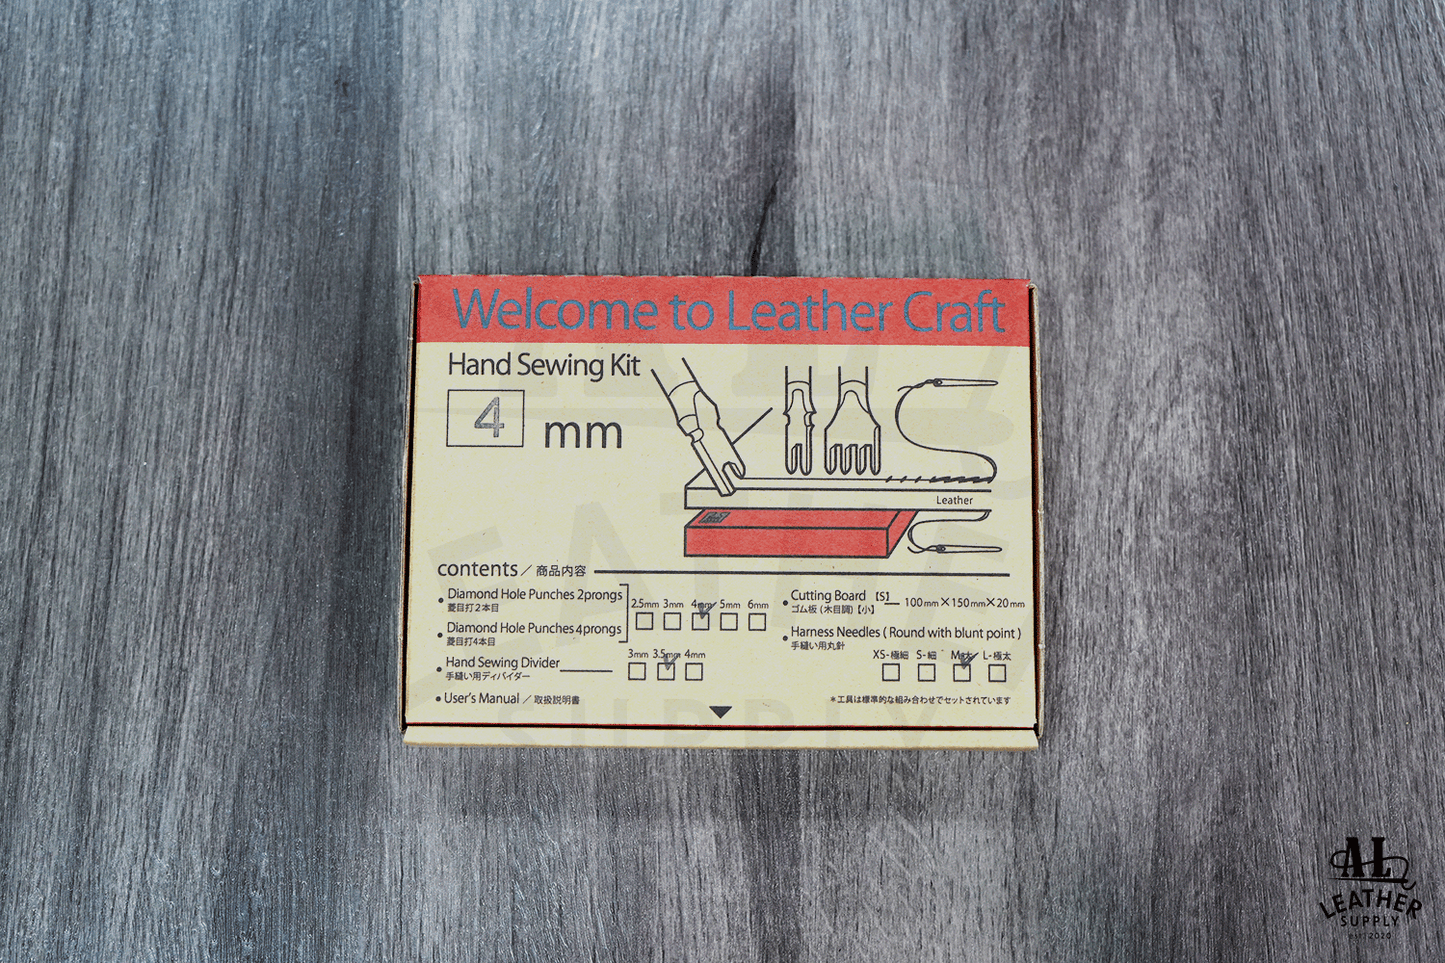 Welcome to Leather Craft
Hand Sewing Kit
4 mm
Leather
contents / 商品内容
• Diamond Hole Punches 2prongs
菱目打2本目
• Diamond Hole Punches 4prongs
菱目打4本目
2.5mm 3mm 4mm 5mm 6mm
• Hand Sewing Divider
手縫い用ディバイダー
3mm 3.5mm 4mm
• User's Manual / 取扱説明書
• Cutting Board 【S】 100mm×150mm×20mm
ゴム板 (木目調)【小】
• Harness Needles ( Round with blunt point )
手縫い用丸針
XS-極細 S-細 M-太 L-極太
*工具は標準的な組み合わせでセットされています
AL
LEATHER
SUPPLY
est 2020